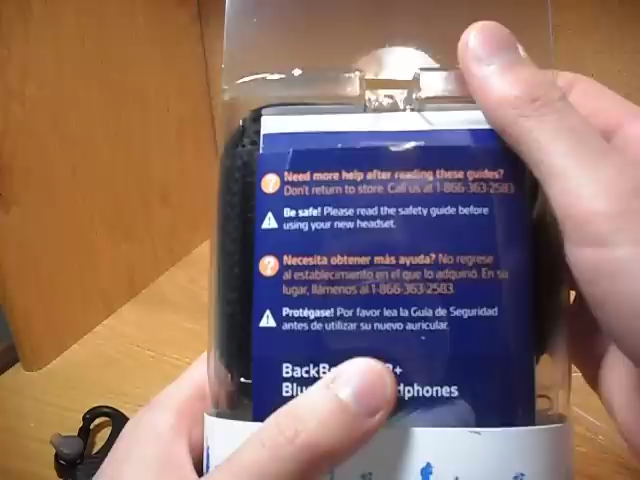 Need more help after reading these guides?
Don't return to store. Call us at 1-866-363-2583
Be safe! Please read the safety guide before
using your new headset.
Necesita obtener más ayuda? No regrese
al establecimiento en el que lo adquinó. En su
lugar, llámenos al 1-866-363-2583.
Protégase! Por favor lea la Guía de Seguridad
antes de utilizar su nuevo auricular.